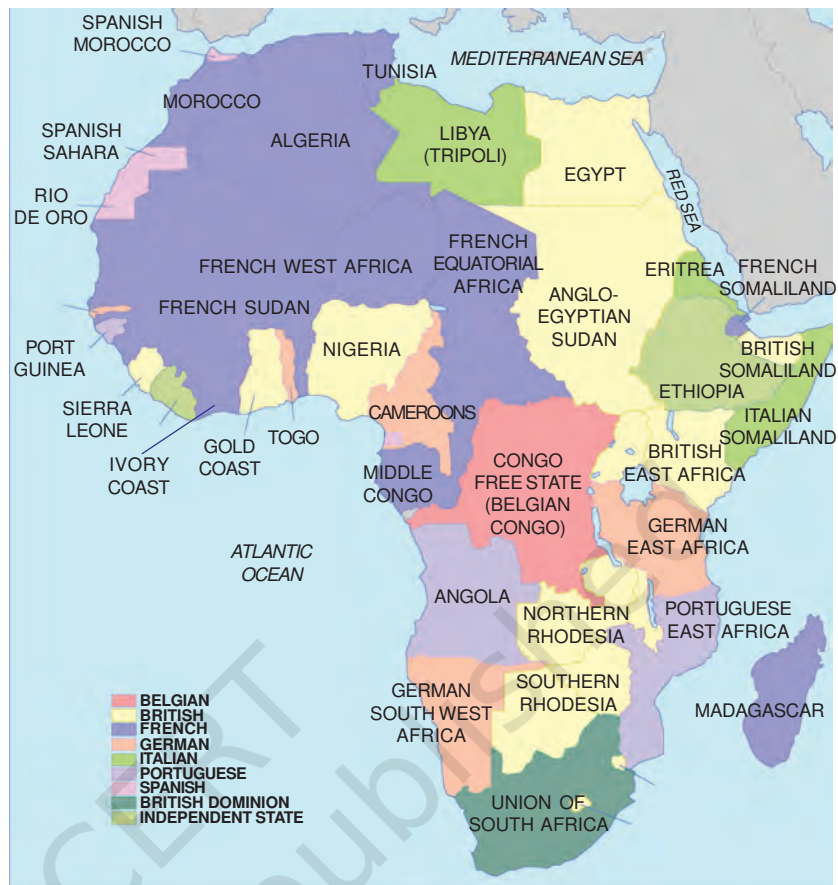 SPANISH
MOROCCO
MEDITERRANEAN SEA
TUNISIA
MOROCCO
ALGERIA
LIBYA
(TRIPOLI)
SPANISH
SAHARA
EGYPT
RED SEA
RIO
DE ORO
FRENCH WEST AFRICA
FRENCH
EQUATORIAL
AFRICA
ERITREA
FRENCH
SOMALILAND
FRENCH SUDAN
ANGLO-
EGYPTIAN
SUDAN
PORT
GUINEA
NIGERIA
BRITISH
SOMALILAND
ETHIOPIA
SIERRA
LEONE
CAMEROONS
ITALIAN
SOMALILAND
TOGO
GOLD
COAST
IVORY
COAST
BRITISH
EAST AFRICA
MIDDLE
CONGO
CONGO
FREE STATE
(BELGIAN
CONGO)
GERMAN
EAST AFRICA
ATLANTIC
OCEAN
ANGOLA
NORTHERN
RHODESIA
PORTUGUESE
EAST AFRICA
GERMAN
SOUTH WEST
AFRICA
SOUTHERN
RHODESIA
MADAGASCAR
UNION OF
SOUTH AFRICA
BELGIAN
BRITISH
FRENCH
GERMAN
ITALIAN
PORTUGUESE
SPANISH
BRITISH DOMINION
INDEPENDENT STATE
CERT
published